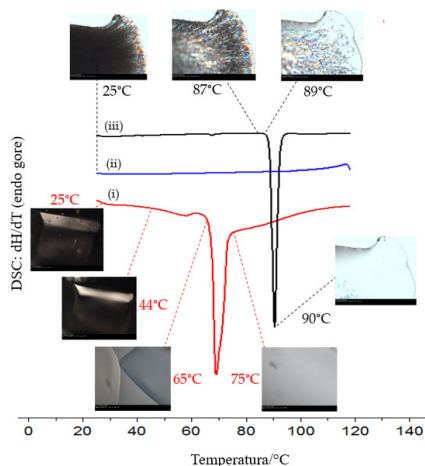 25°C
87°C
89°C
(iii)
(ii)
(i)
25°C
44°C
90°C
65°C
75°C
DSC: dH/dT (endo gore)
0 20 40 60 80 100 120 140
Temperatura/°C